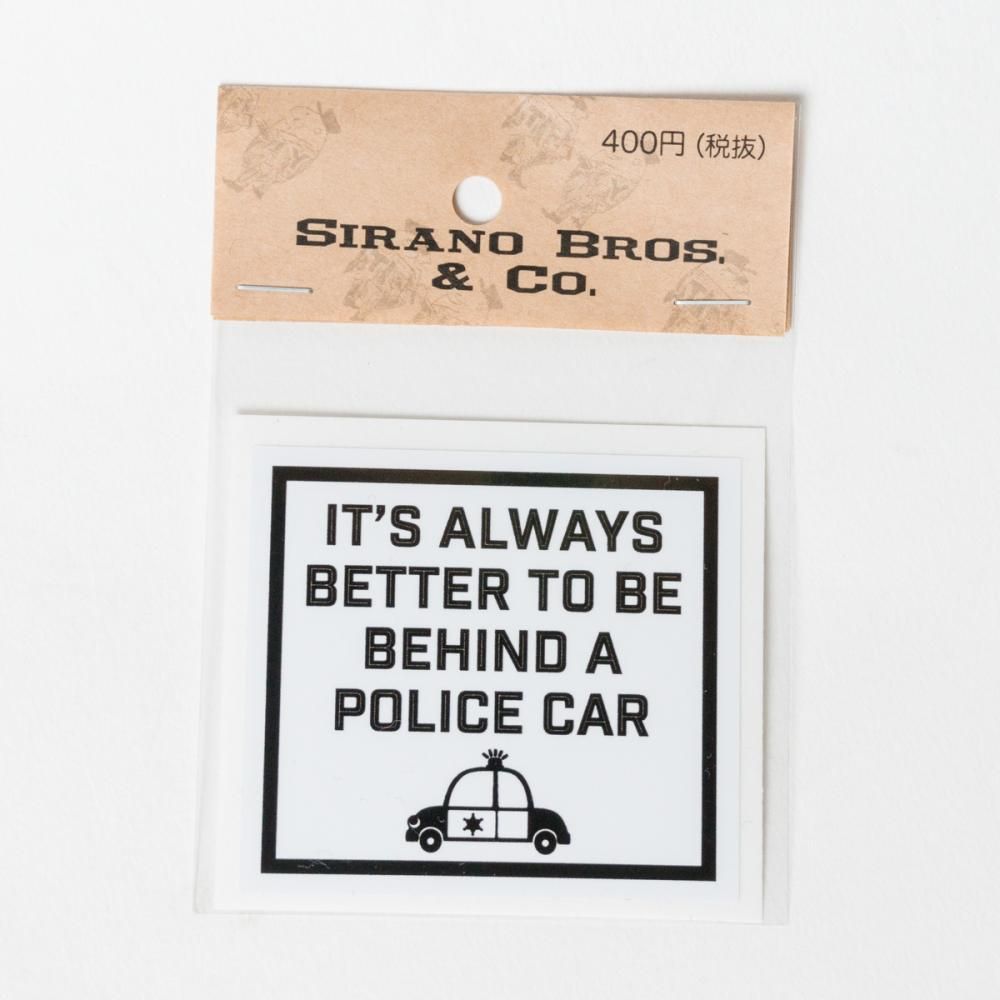 400円 (税抜)
SIRANO BROS.
& CO.
IT'S ALWAYS
BETTER TO BE
BEHIND A
POLICE CAR